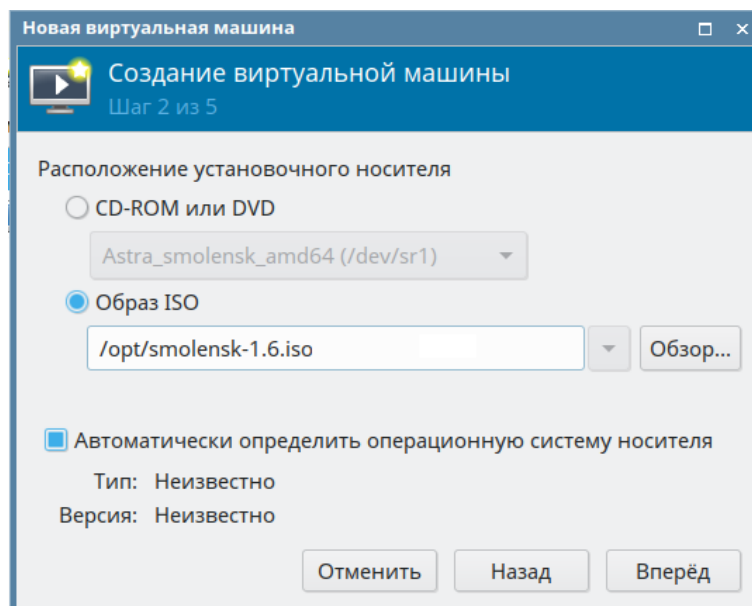 Новая виртуальная машина
Создание виртуальной машины
Шаг 2 из 5
Расположение установочного носителя
CD-ROM или DVD
Astra_smolensk_amd64 (/dev/sr1)
Образ ISO
/opt/smolensk-1.6.iso
Обзор...
Автоматически определить операционную систему носителя
Тип: Неизвестно
Версия: Неизвестно
Отменить Назад Вперёд